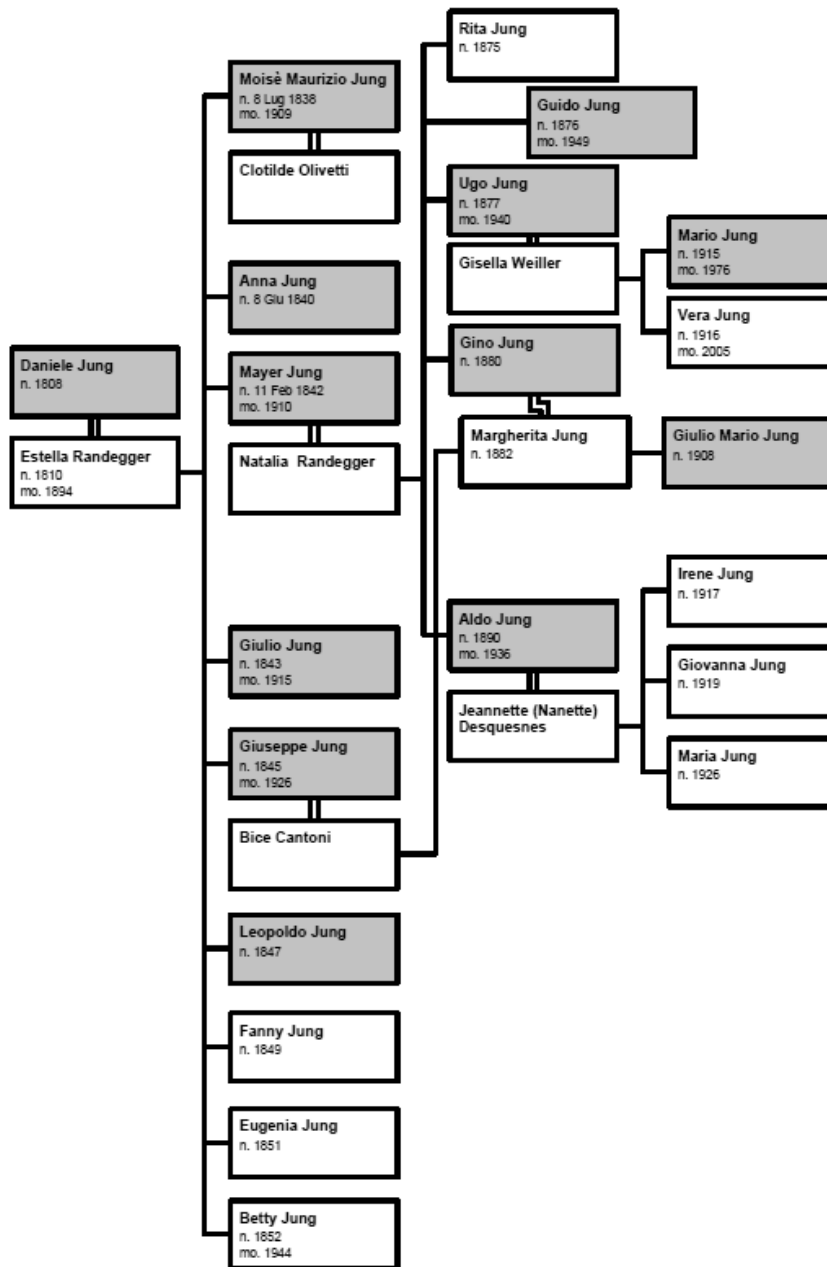 Rita Jung
n. 1875
Moisè Maurizio Jung
n. 8 Lug 1838
mo. 1909
Guido Jung
n. 1876
mo. 1949
Clotilde Olivetti
Ugo Jung
n. 1877
mo. 1940
Mario Jung
n. 1915
mo. 1976
Gisella Weiller
Anna Jung
n. 8 Giu 1840
Vera Jung
n. 1916
mo. 2005
Gino Jung
n. 1880
Daniele Jung
n. 1808
Mayer Jung
n. 11 Feb 1842
mo. 1910
Margherita Jung
n. 1882
Giulio Mario Jung
n. 1908
Estella Randegger
n. 1810
mo. 1894
Natalia Randegger
Irene Jung
n. 1917
Aldo Jung
n. 1890
mo. 1936
Giulio Jung
n. 1843
mo. 1915
Giovanna Jung
n. 1919
Jeannette (Nanette)
Desquesnes
Giuseppe Jung
n. 1845
mo. 1926
Maria Jung
n. 1926
Bice Cantoni
Leopoldo Jung
n. 1847
Fanny Jung
n. 1849
Eugenia Jung
n. 1851
Betty Jung
n. 1852
mo. 1944